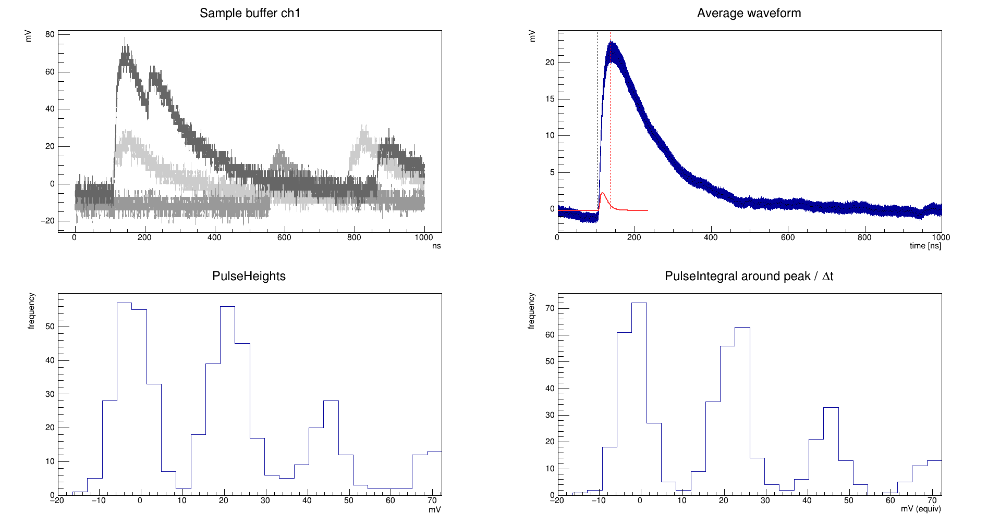 Sample buffer ch1
mV
80
60
40
20
0
−20
0 200 400 600 800 1000
ns
Average waveform
mV
20
15
10
5
0
0 200 400 600 800 1000
time [ns]
PulseHeights
frequency
50
40
30
20
10
0
−20 −10 0 10 20 30 40 50 60 70
mV
PulseIntegral around peak / Δt
frequency
70
60
50
40
30
20
10
0
−20 −10 0 10 20 30 40 50 60 70
mV (equiv)